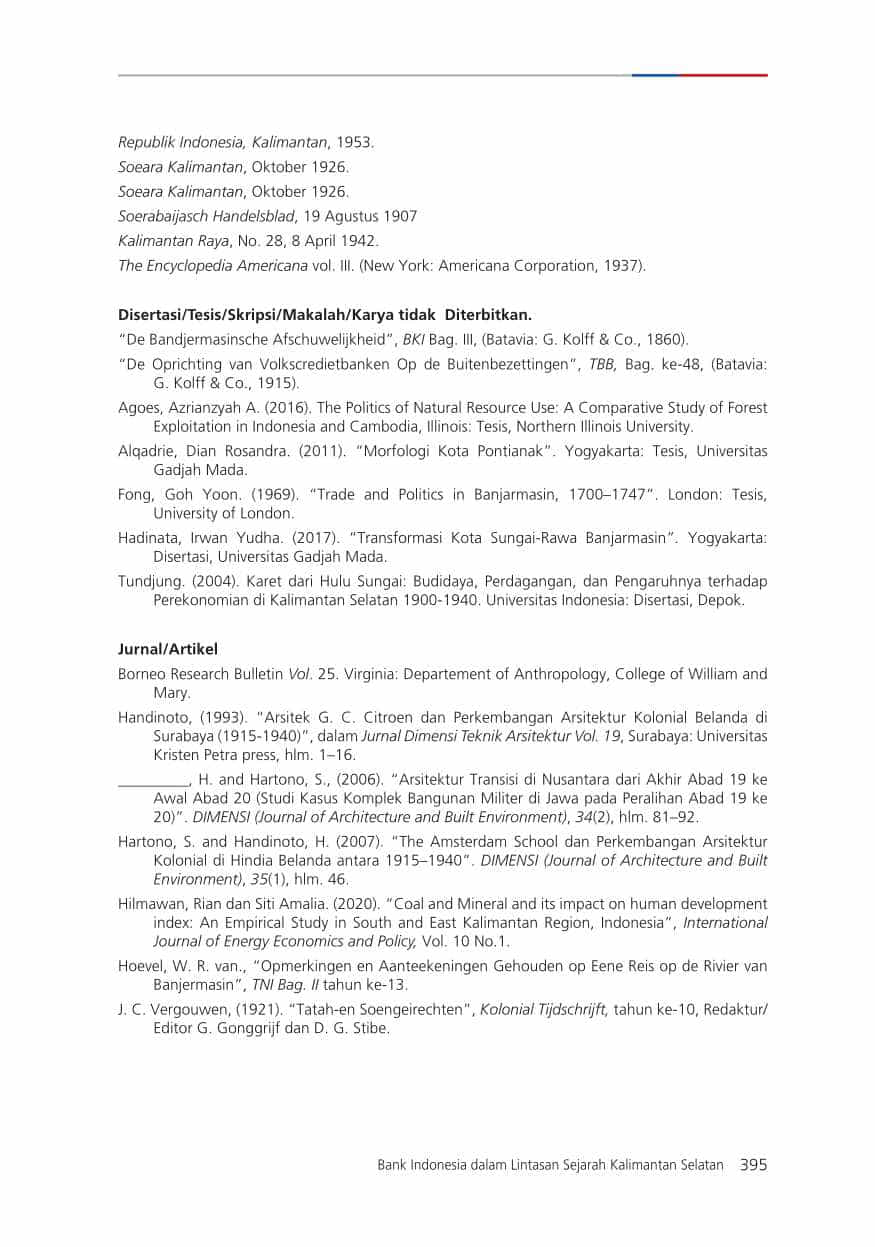 Republik Indonesia, Kalimantan, 1953.
Soeara Kalimantan, Oktober 1926.
Soeara Kalimantan, Oktober 1926.
Soerabaijasch Handelsblad, 19 Agustus 1907
Kalimantan Raya, No. 28, 8 April 1942.
The Encyclopedia Americana vol. III. (New York: Americana Corporation, 1937).
Disertasi/Tesis/Skripsi/Makalah/Karya tidak Diterbitkan.
“De Bandjermasinsche Afschuwelijkheid”, BKI Bag. III, (Batavia: G. Kolff & Co., 1860).
“De Oprichting van Volkscredietbanken Op de Buitenbezettingen”, TBB, Bag. ke-48, (Batavia:
G. Kolff & Co., 1915).
Agoes, Azrianzyah A. (2016). The Politics of Natural Resource Use: A Comparative Study of Forest
Exploitation in Indonesia and Cambodia, Illinois: Tesis, Northern Illinois University.
Alqadrie, Dian Rosandra. (2011). “Morfologi Kota Pontianak”. Yogyakarta: Tesis, Universitas
Gadjah Mada.
Fong, Goh Yoon. (1969). “Trade and Politics in Banjarmasin, 1700–1747”. London: Tesis,
University of London.
Hadinata, Irwan Yudha. (2017). “Transformasi Kota Sungai-Rawa Banjarmasin”. Yogyakarta:
Disertasi, Universitas Gadjah Mada.
Tundjung. (2004). Karet dari Hulu Sungai: Budidaya, Perdagangan, dan Pengaruhnya terhadap
Perekonomian di Kalimantan Selatan 1900-1940. Universitas Indonesia: Disertasi, Depok.
Jurnal/Artikel
Borneo Research Bulletin Vol. 25. Virginia: Departement of Anthropology, College of William and
Mary.
Handinoto, (1993). “Arsitek G. C. Citroen dan Perkembangan Arsitektur Kolonial Belanda di
Surabaya (1915-1940)”, dalam Jurnal Dimensi Teknik Arsitektur Vol. 19, Surabaya: Universitas
Kristen Petra press, hlm. 1–16.
_________, H. and Hartono, S., (2006). “Arsitektur Transisi di Nusantara dari Akhir Abad 19 ke
Awal Abad 20 (Studi Kasus Komplek Bangunan Militer di Jawa pada Peralihan Abad 19 ke
20)”. DIMENSI (Journal of Architecture and Built Environment), 34(2), hlm. 81–92.
Hartono, S. and Handinoto, H. (2007). “The Amsterdam School dan Perkembangan Arsitektur
Kolonial di Hindia Belanda antara 1915–1940”. DIMENSI (Journal of Architecture and Built
Environment), 35(1), hlm. 46.
Hilmawan, Rian dan Siti Amalia. (2020). “Coal and Mineral and its impact on human development
index: An Empirical Study in South and East Kalimantan Region, Indonesia”, International
Journal of Energy Economics and Policy, Vol. 10 No.1.
Hoevel, W. R. van., “Opmerkingen en Aanteekeningen Gehouden op Eene Reis op de Rivier van
Banjermasin”, TNI Bag. II tahun ke-13.
J. C. Vergouwen, (1921). “Tatah-en Soengeirechten”, Kolonial Tijdschrijft, tahun ke-10, Redaktur/
Editor G. Gonggrijf dan D. G. Stibe.
Bank Indonesia dalam Lintasan Sejarah Kalimantan Selatan 395